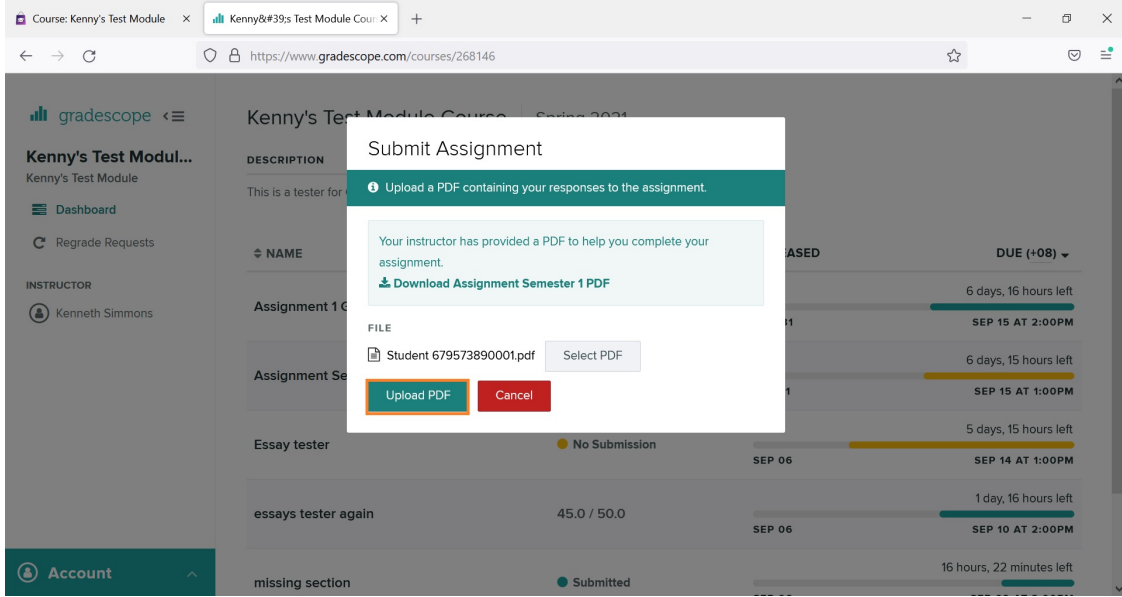 Course: Kenny's Test Module
Kenny&#39;s Test Module Cour
https://www.gradescope.com/courses/268146
gradescope
Kenny's Test Modul...
Kenny's Test Module
Dashboard
Regrade Requests
INSTRUCTOR
Kenneth Simmons
Account
Kenny's Test Module Course Spring 2021
DESCRIPTION
This is a tester for
Submit Assignment
Upload a PDF containing your responses to the assignment.
Your instructor has provided a PDF to help you complete your
assignment.
Download Assignment Semester 1 PDF
FILE
Student 679573890001.pdf Select PDF
Upload PDF Cancel
NAME DUE (+08)
Assignment 1
6 days, 16 hours left
SEP 15 AT 2:00PM
Assignment Se
6 days, 15 hours left
SEP 15 AT 1:00PM
Essay tester No Submission
5 days, 15 hours left
SEP 06 SEP 14 AT 1:00PM
essays tester again 45.0 / 50.0
1 day, 16 hours left
SEP 06 SEP 10 AT 2:00PM
missing section Submitted
16 hours, 22 minutes left